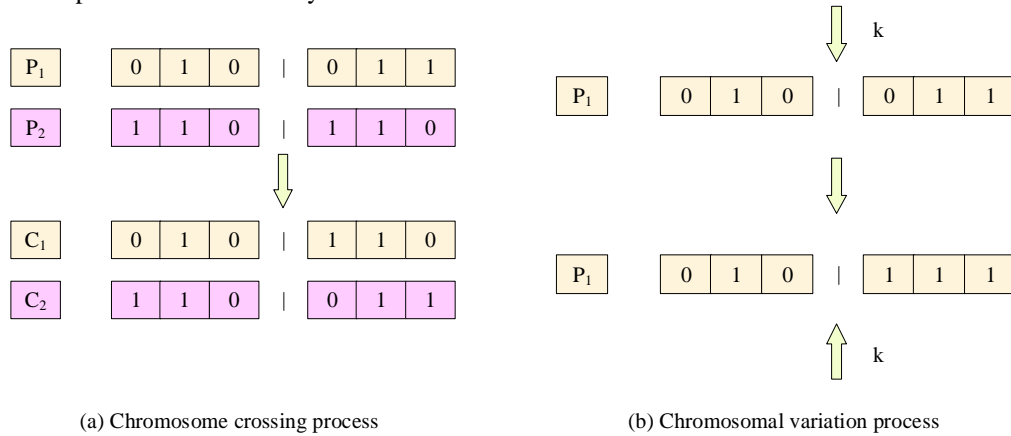 P1 0 1 0 | 0 1 1
P2 1 1 0 | 1 1 0
C1 0 1 0 | 1 1 0
C2 1 1 0 | 0 1 1
(a) Chromosome crossing process
k
P1 0 1 0 | 0 1 1
P1 0 1 0 | 1 1 1
k
(b) Chromosomal variation process